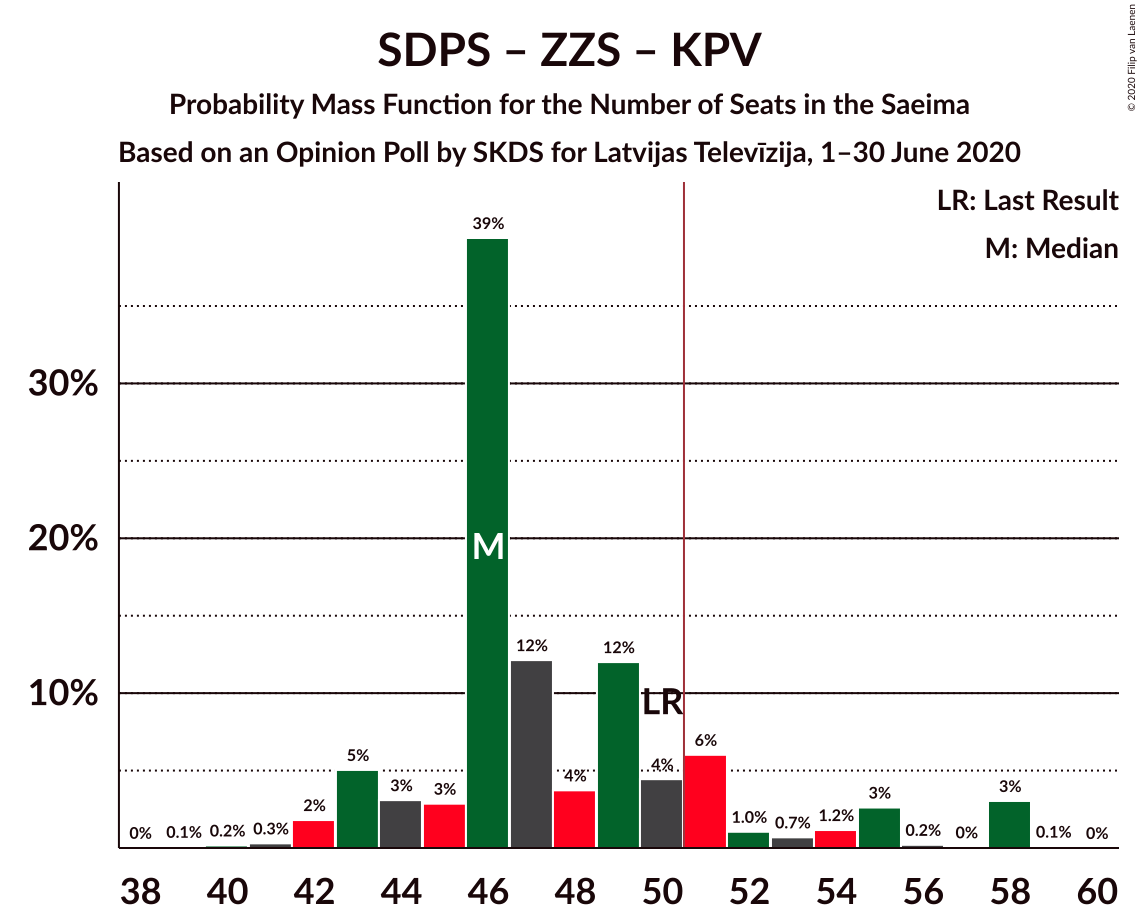 SDPS – ZZS – KPV
Probability Mass Function for the Number of Seats in the Saeima
Based on an Opinion Poll by SKDS for Latvijas Televīzija, 1–30 June 2020
© 2020 Filip van Laenen
LR: Last Result
M: Median
30%
20%
10%
0%
0.1%
0.2%
0.3%
2%
5%
3%
3%
39%
M
12%
4%
12%
LR
4%
6%
1.0%
0.7%
1.2%
3%
0.2%
0%
3%
0.1%
0%
38 40 42 44 46 48 50 52 54 56 58 60